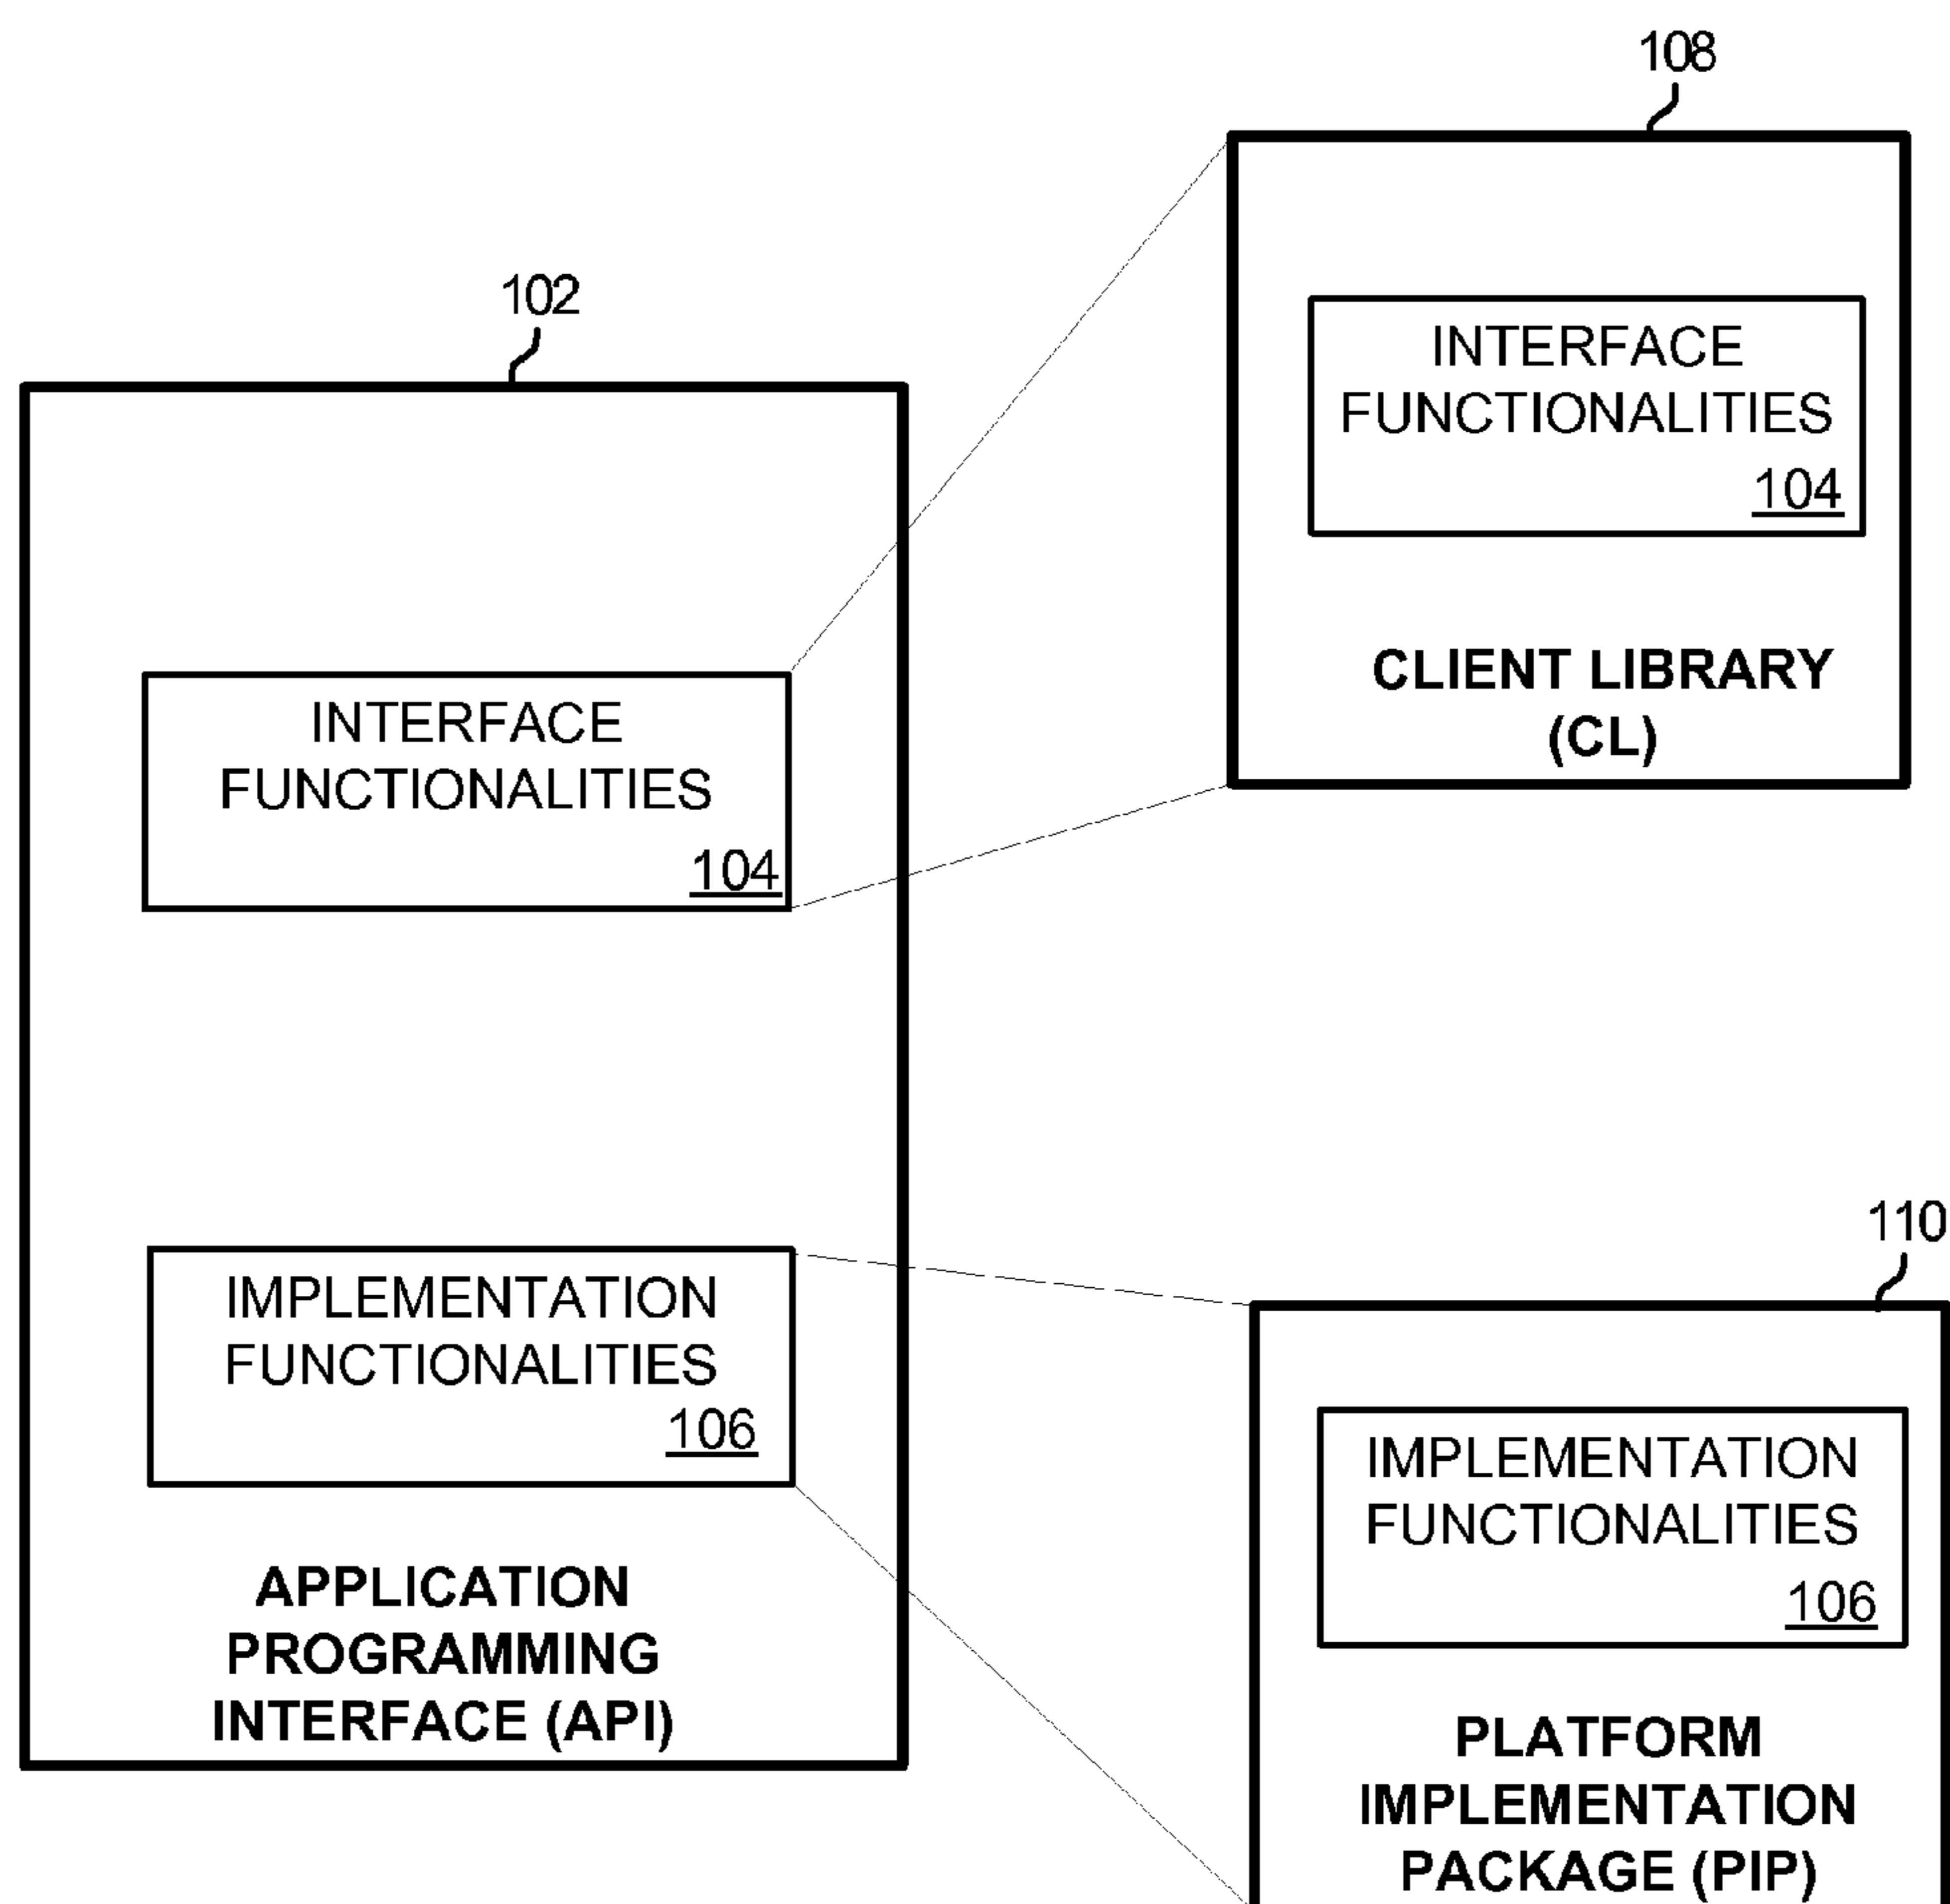 102
INTERFACE
FUNCTIONALITIES
104
IMPLEMENTATION
FUNCTIONALITIES
106
APPLICATION
PROGRAMMING
INTERFACE (API)
108
INTERFACE
FUNCTIONALITIES
104
CLIENT LIBRARY
(CL)
110
IMPLEMENTATION
FUNCTIONALITIES
106
PLATFORM
IMPLEMENTATION
PACKAGE (PIP)